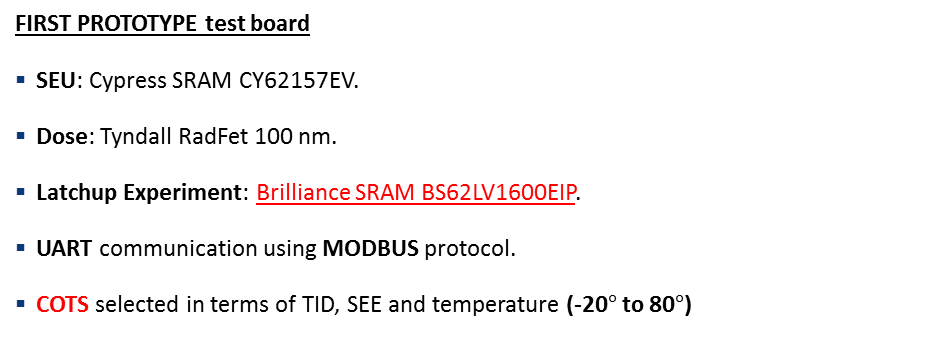 FIRST PROTOTYPE test board
▪ SEU: Cypress SRAM CY62157EV.
▪ Dose: Tyndall RadFet 100 nm.
▪ Latchup Experiment: Brilliance SRAM BS62LV1600EIP.
▪ UART communication using MODBUS protocol.
▪ COTS selected in terms of TID, SEE and temperature (-20° to 80°)